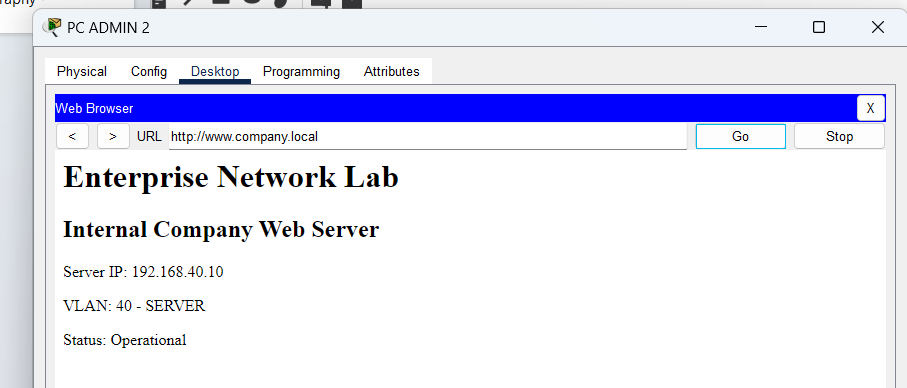 PC ADMIN 2
Physical Config Desktop Programming Attributes
Web Browser X
< > URL http://www.company.local Go Stop
Enterprise Network Lab
Internal Company Web Server
Server IP: 192.168.40.10
VLAN: 40 - SERVER
Status: Operational